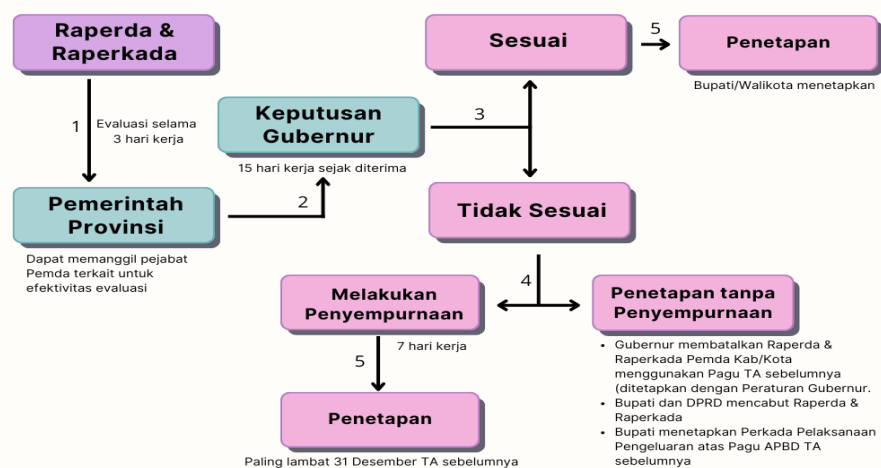 Raperda &
Raperkada
1
Evaluasi selama
3 hari kerja
Pemerintah
Provinsi
Dapat memanggil pejabat
Pemda terkait untuk
efektivitas evaluasi
2
Keputusan
Gubernur
15 hari kerja sejak diterima
3
Sesuai
5
Penetapan
Bupati/Walikota menetapkan
Tidak Sesuai
4
Melakukan
Penyempurnaan
7 hari kerja
5
Penetapan
Paling lambat 31 Desember TA sebelumnya
Penetapan tanpa
Penyempurnaan
• Gubernur membatalkan Raperda &
Raperkada Pemda Kab/Kota
menggunakan Pagu TA sebelumnya
(ditetapkan dengan Peraturan Gubernur.
• Bupati dan DPRD mencabut Raperda &
Raperkada
• Bupati menetapkan Perkada Pelaksanaan
Pengeluaran atas Pagu APBD TA
sebelumnya